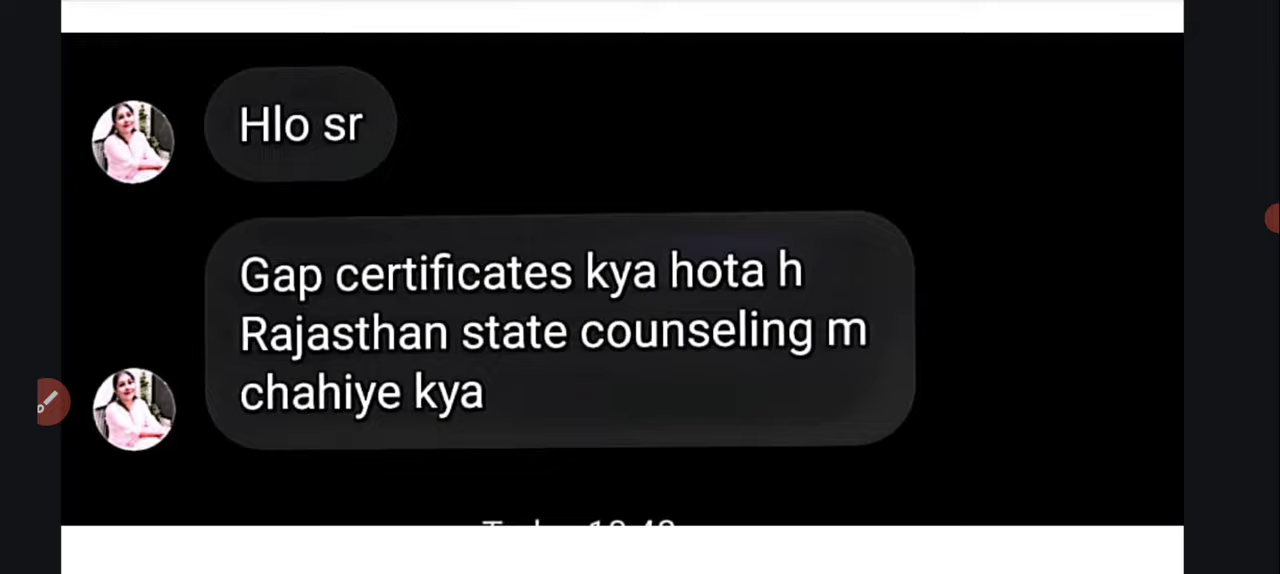 Hlo sr
Gap certificates kya hota h
Rajasthan state counseling m
chahiye kya